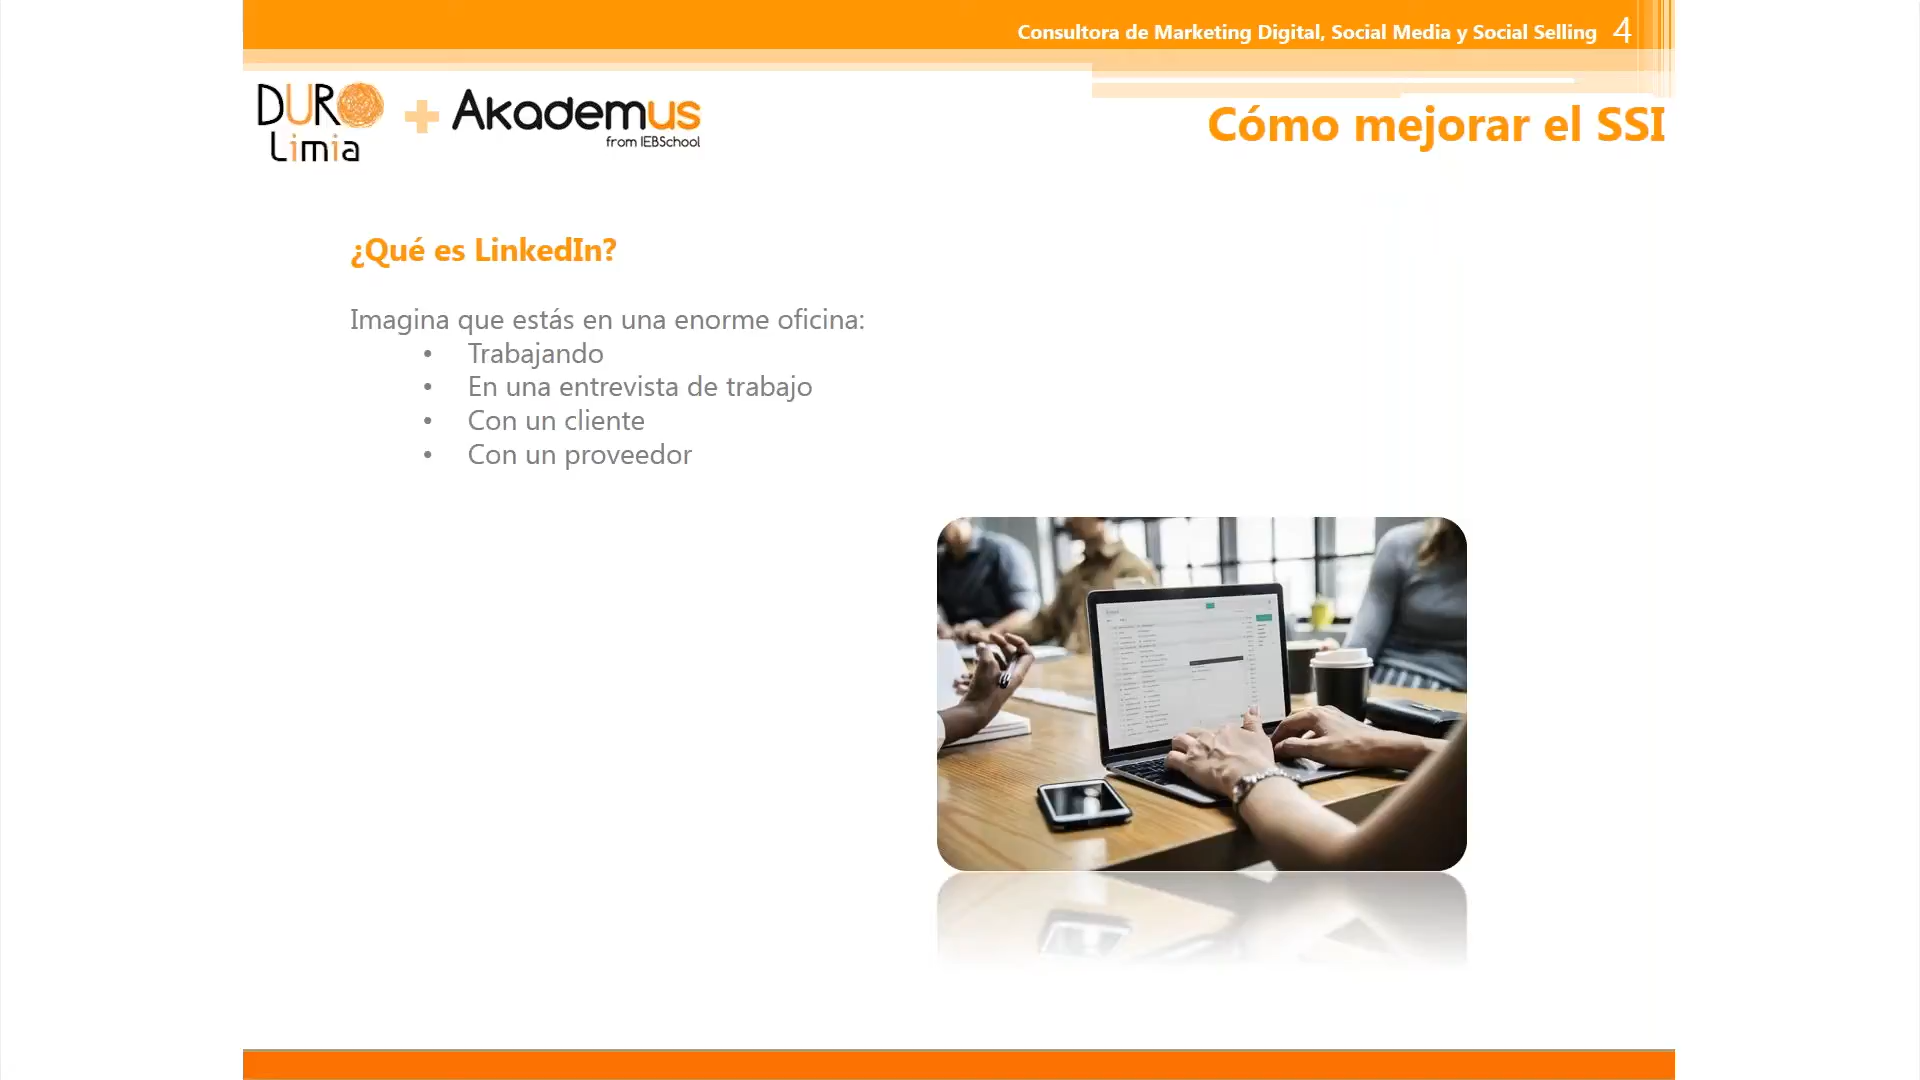 Consultora de Marketing Digital, Social Media y Social Selling 4
DURO
Limia
+ Akademus
from IEBSchool
Cómo mejorar el SSI
¿Qué es LinkedIn?
Imagina que estás en una enorme oficina:
• Trabajando
• En una entrevista de trabajo
• Con un cliente
• Con un proveedor